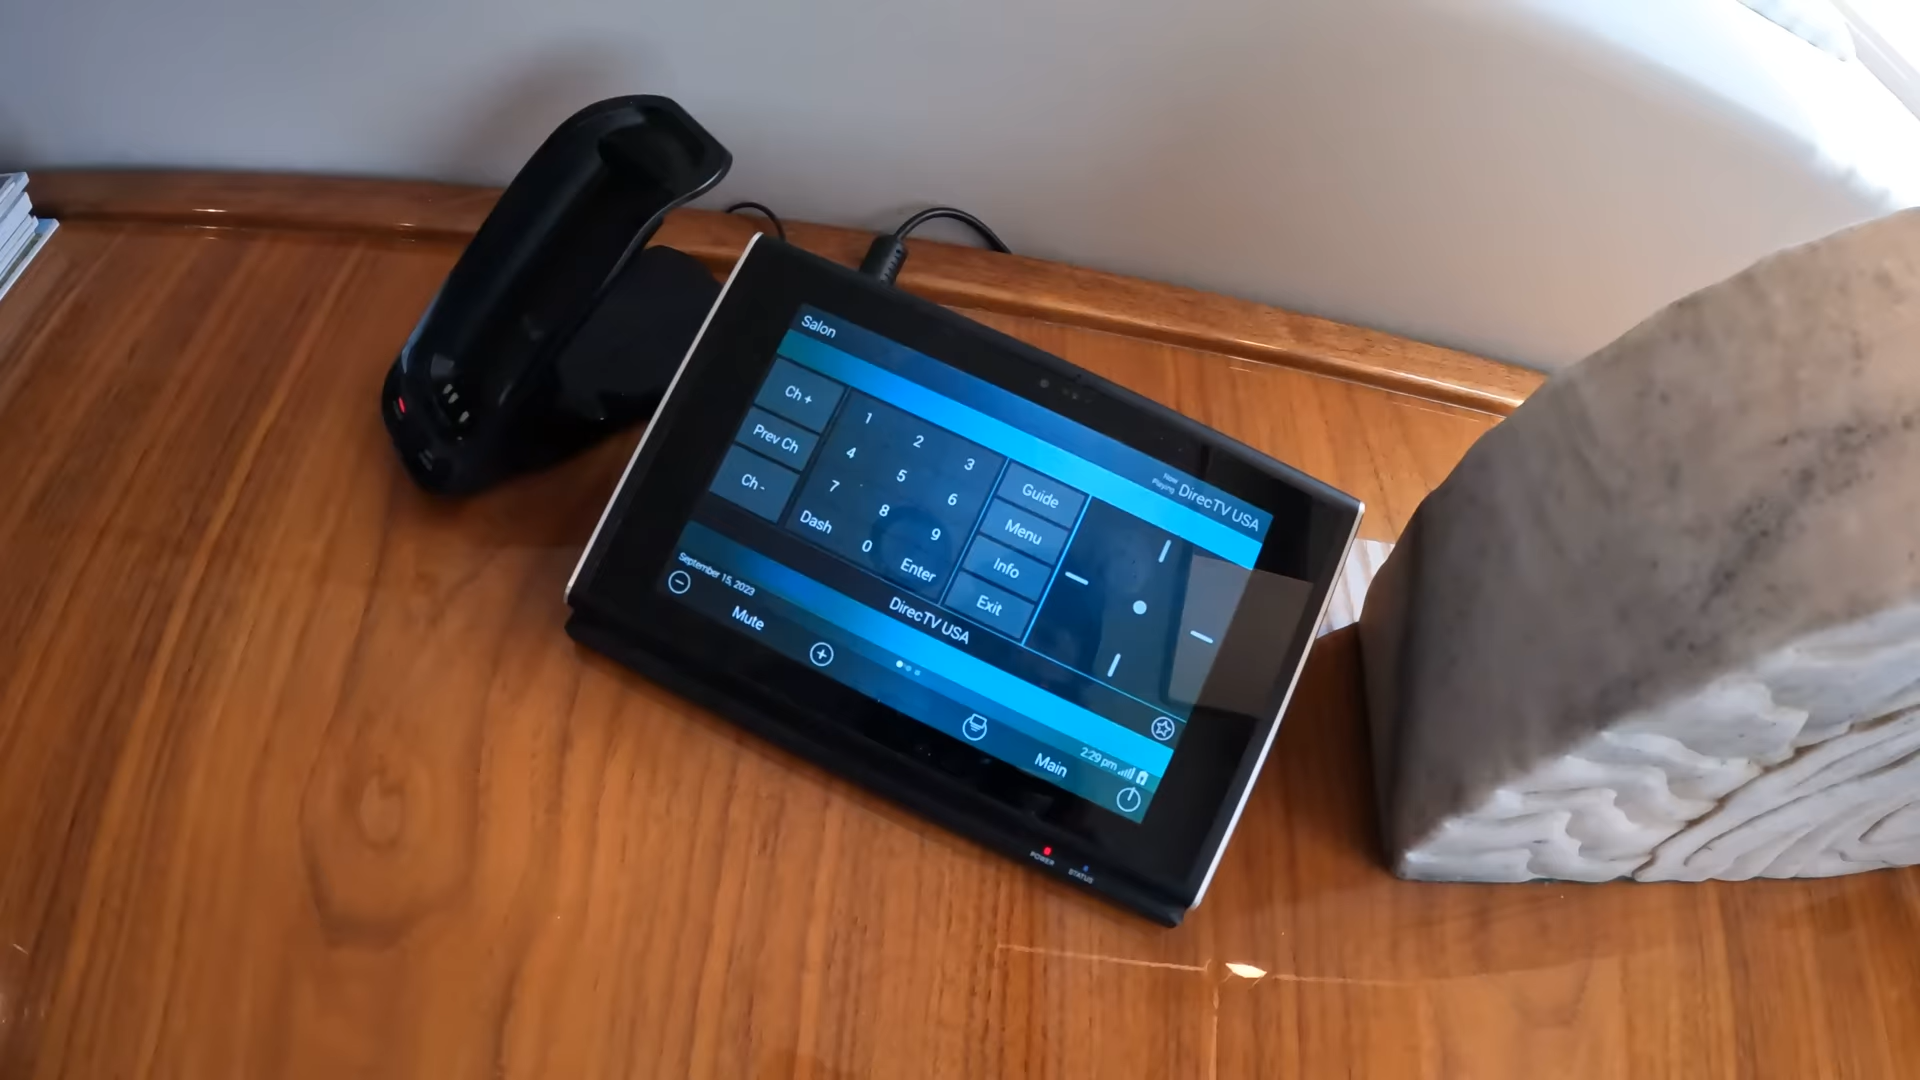 Salon
Now Playing DirecTV USA
Ch +
Prev Ch
Ch -
1 2 3
4 5 6
7 8 9
Dash 0 Enter
Guide
Menu
Info
Exit
DirecTV USA
September 15, 2023
2:29 pm
Mute
Main
POWER
STATUS